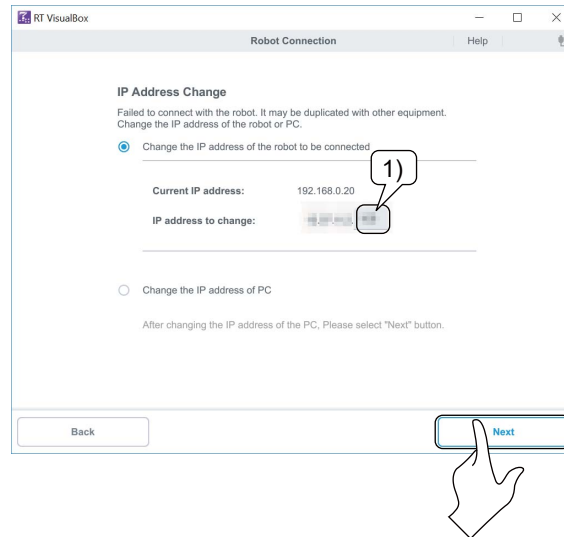 RT VisualBox
Robot Connection
Help
IP Address Change
Failed to connect with the robot. It may be duplicated with other equipment.
Change the IP address of the robot or PC.
Change the IP address of the robot to be connected
1)
Current IP address: 192.168.0.20
IP address to change:
Change the IP address of PC
After changing the IP address of the PC, Please select "Next" button.
Back
Next